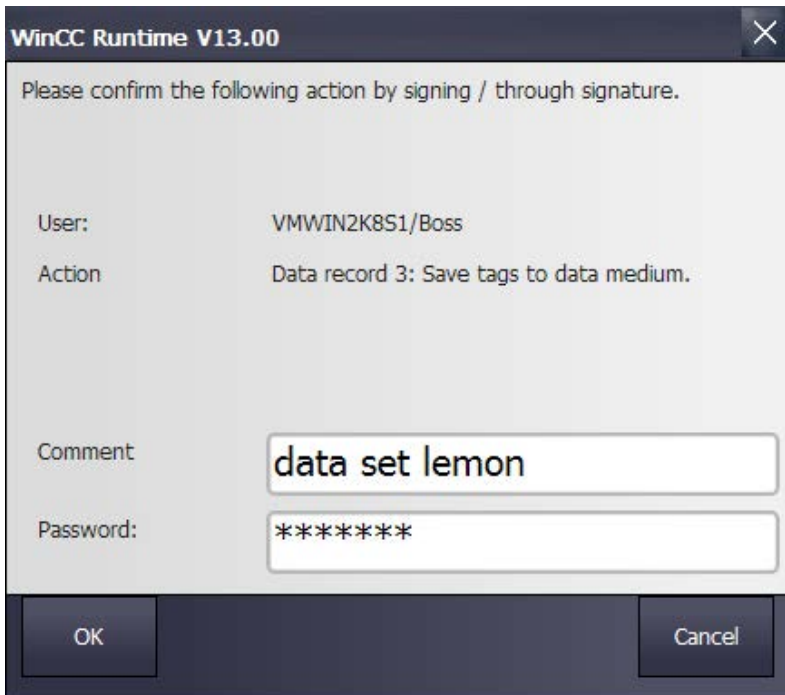 WinCC Runtime V13.00
Please confirm the following action by signing / through signature.
User: VMWIN2K8S1/Boss
Action Data record 3: Save tags to data medium.
Comment data set lemon
Password: *******
OK Cancel